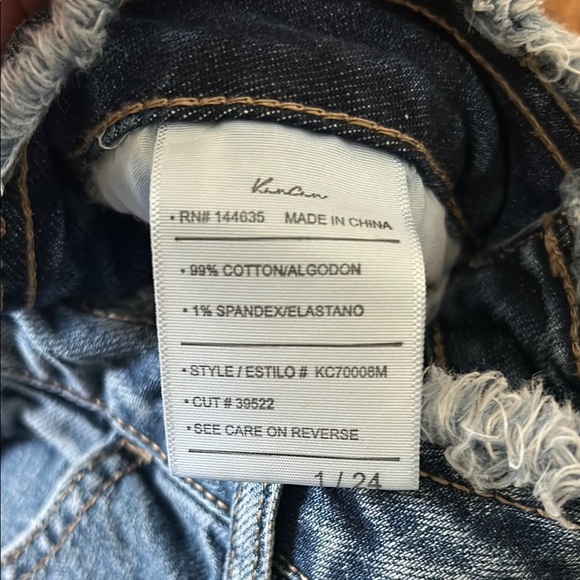 KanCan
• RN# 144635 MADE IN CHINA
• 99% COTTON/ALGODON
• 1% SPANDEX/ELASTANO
• STYLE / ESTILO # KC70008M
• CUT # 39522
• SEE CARE ON REVERSE
1 / 24